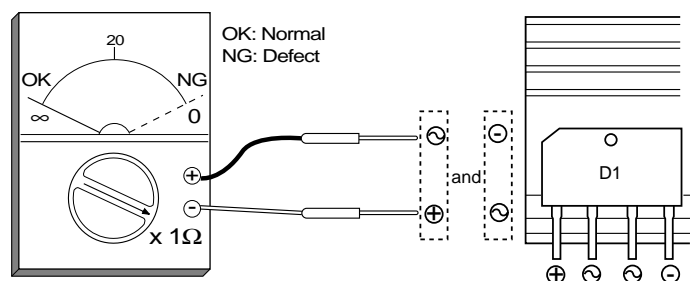 OK: Normal
NG: Defect
20
OK
NG
∞
0
+
-
x 1Ω
~
+
and
-
~
D1
+ ~ ~ -